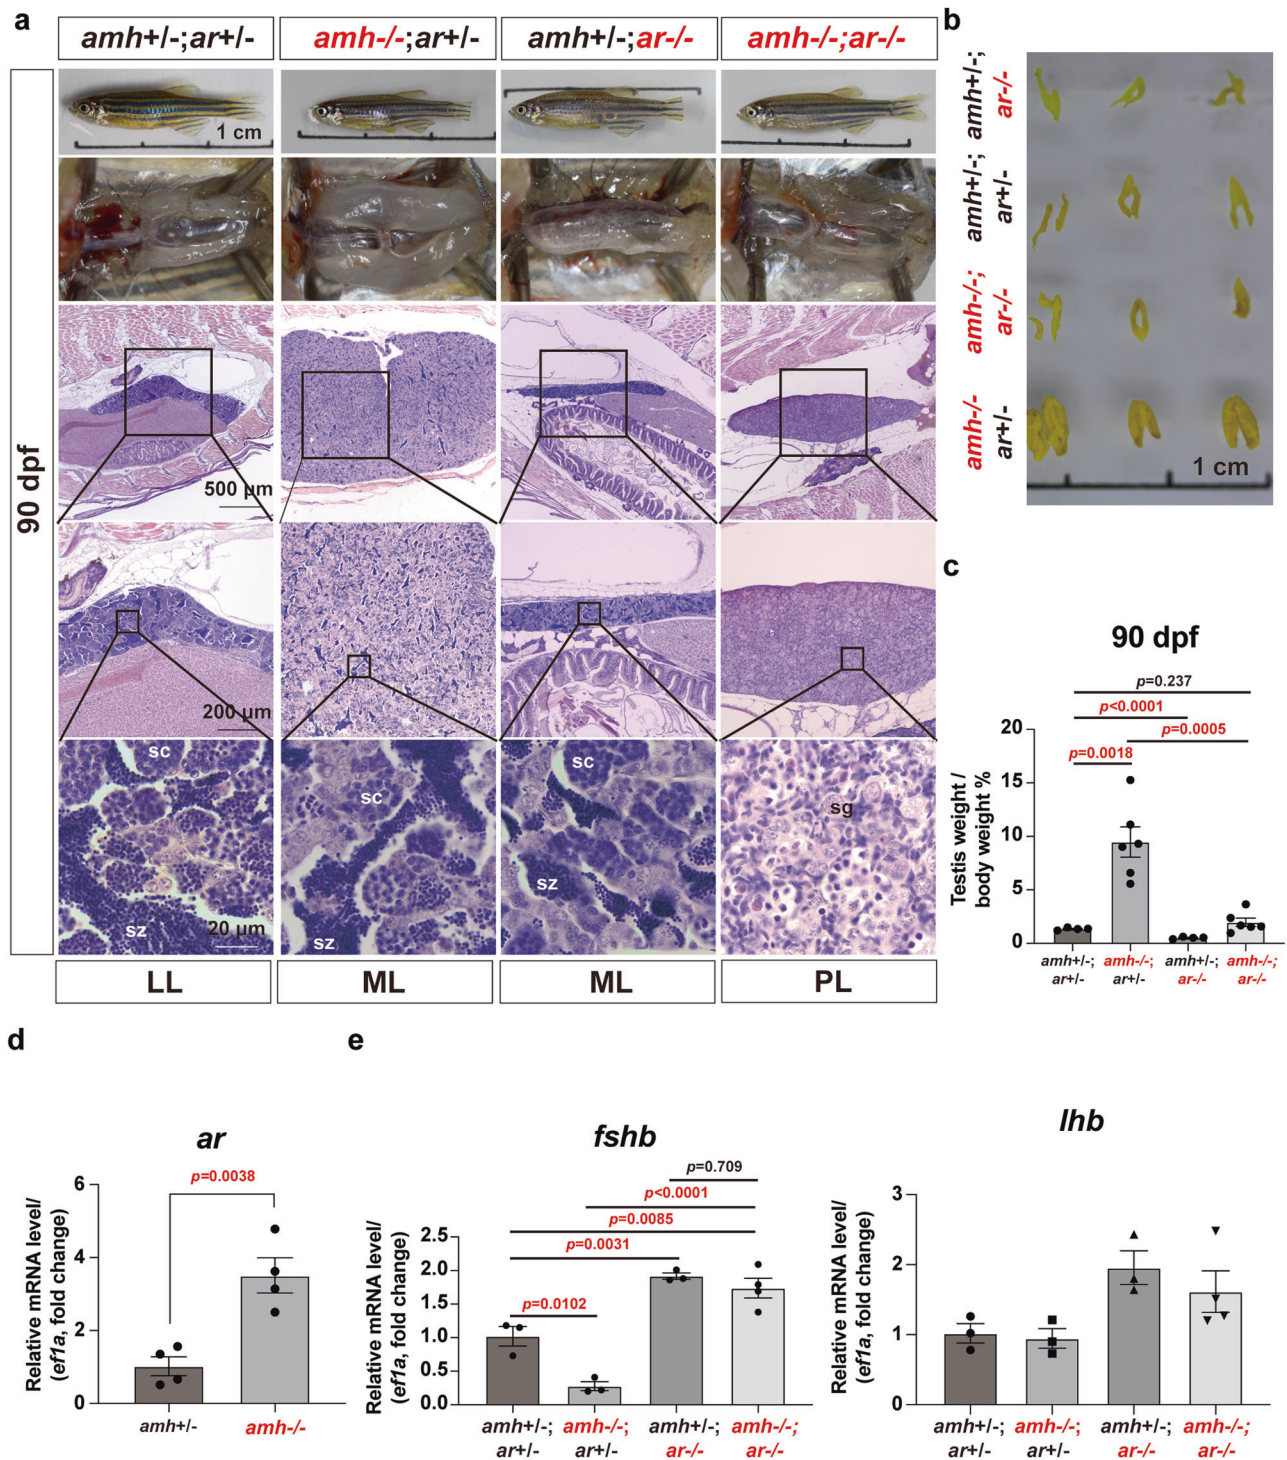 a
amh+/-;ar+/-
amh-/-;ar+/-
amh+/-;ar-/-
amh-/-;ar-/-
90 dpf
1 cm
500 μm
200 μm
sc
sz
20 μm
sc
sz
sc
sz
sg
LL
ML
ML
PL
b
amh+/-;
ar-/-
amh+/-;
ar+/-
amh-/-;
ar-/-
amh-/-
ar+/-
1 cm
c
90 dpf
p=0.237
p<0.0001
p=0.0005
p=0.0018
Testis weight /
body weight %
20
15
10
5
0
amh+/-;
ar+/-
amh-/-;
ar+/-
amh+/-;
ar-/-
amh-/-;
ar-/-
d
ar
p=0.0038
Relative mRNA level/
(ef1a, fold change)
6
4
2
0
amh+/-
amh-/-
e
fshb
p=0.709
p<0.0001
p=0.0085
p=0.0031
p=0.0102
Relative mRNA level/
(ef1a, fold change)
2.5
2.0
1.5
1.0
0.5
0.0
amh+/-;
ar+/-
amh-/-;
ar+/-
amh+/-;
ar-/-
amh-/-;
ar-/-
lhb
Relative mRNA level/
(ef1a, fold change)
3
2
1
0
amh+/-;
ar+/-
amh-/-;
ar+/-
amh+/-;
ar-/-
amh-/-;
ar-/-